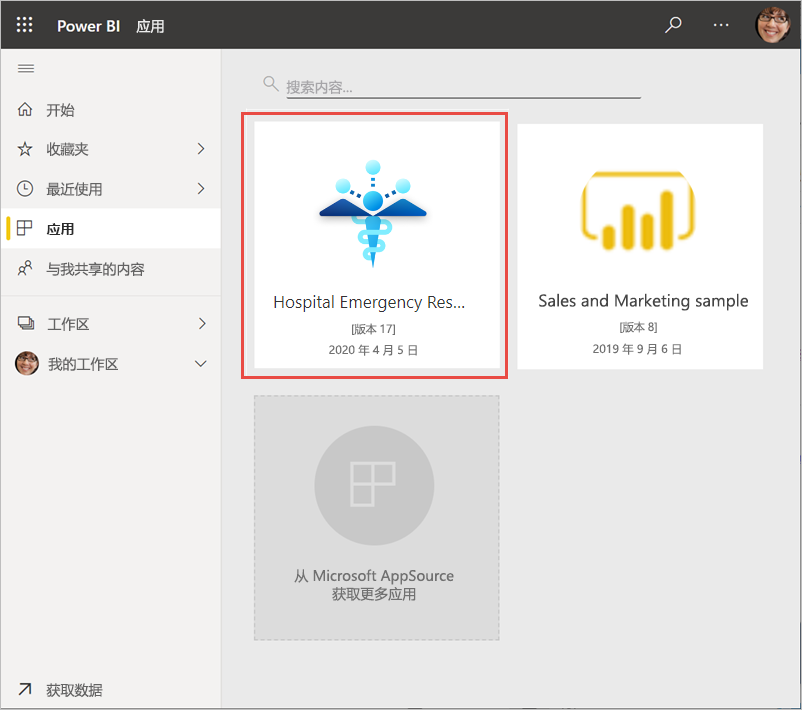 Power BI 应用
开始
收藏夹
最近使用
应用
与我共享的内容
工作区
我的工作区
获取数据
搜索内容...
Hospital Emergency Res...
[版本 17]
2020 年 4 月 5 日
Sales and Marketing sample
[版本 8]
2019 年 9 月 6 日
从 Microsoft AppSource
获取更多应用